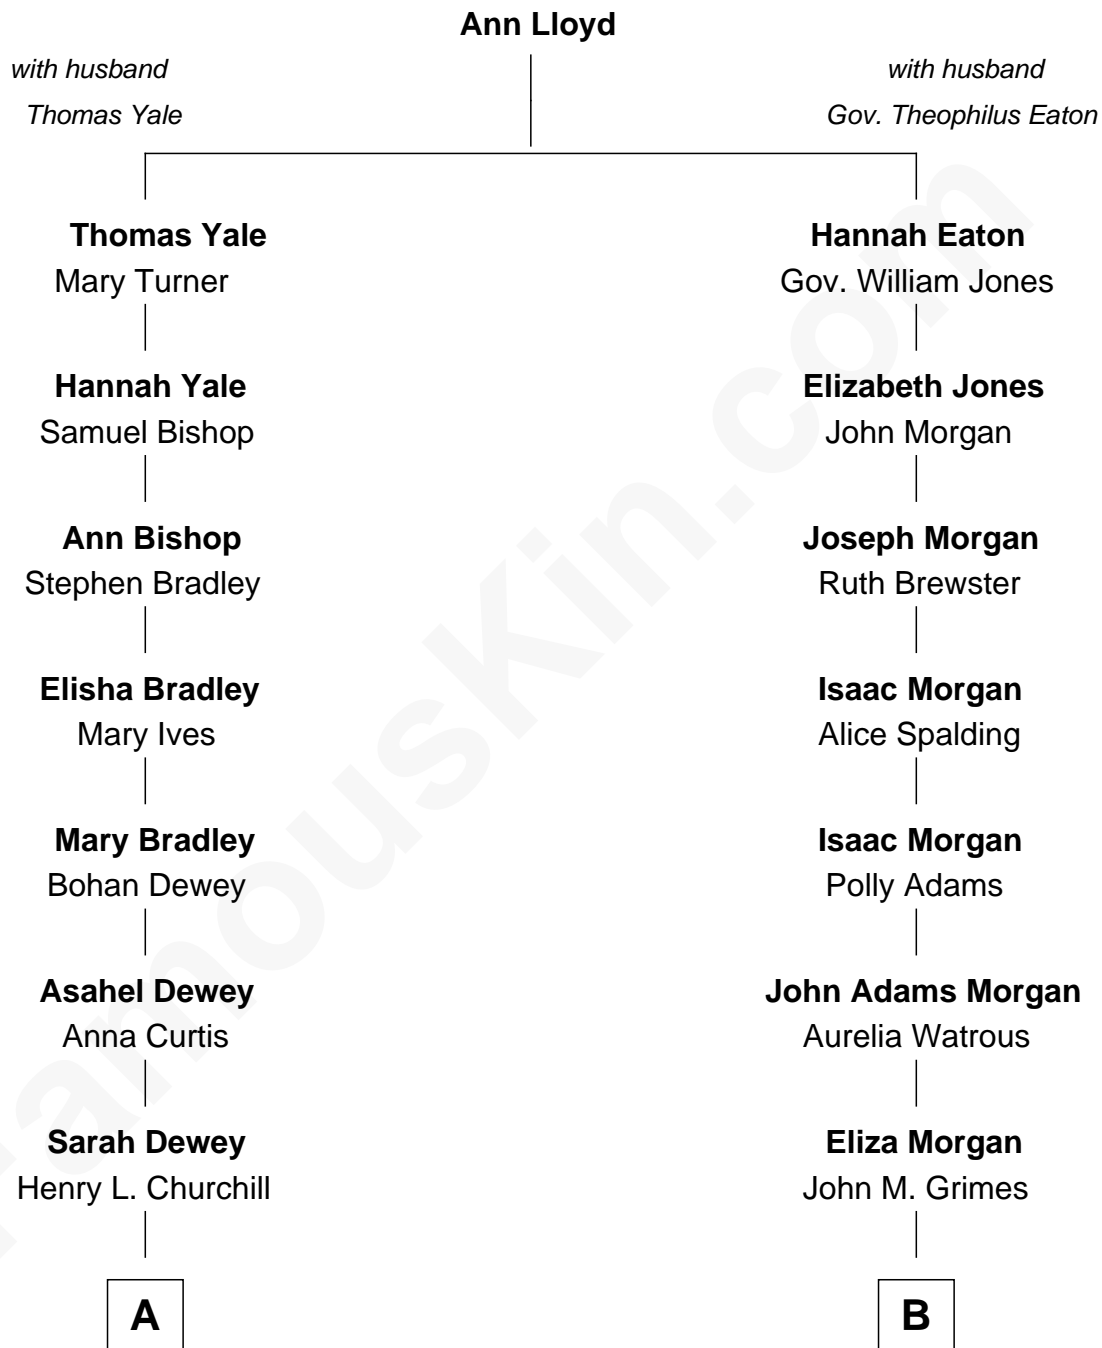 Ann Lloyd
with husband
Thomas Yale
with husband
Gov. Theophilus Eaton
Thomas Yale
Mary Turner
Hannah Eaton
Gov. William Jones
Hannah Yale
Samuel Bishop
Elizabeth Jones
John Morgan
Ann Bishop
Stephen Bradley
Joseph Morgan
Ruth Brewster
Elisha Bradley
Mary Ives
Isaac Morgan
Alice Spalding
Mary Bradley
Bohan Dewey
Isaac Morgan
Polly Adams
Asahel Dewey
Anna Curtis
John Adams Morgan
Aurelia Watrous
Sarah Dewey
Henry L. Churchill
Eliza Morgan
John M. Grimes
A
B
FamousKin.com